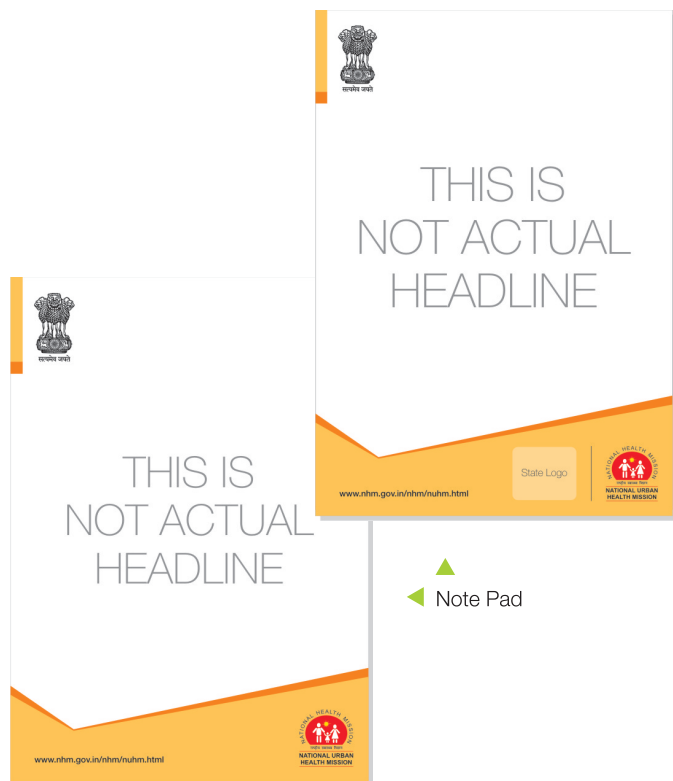 सत्यमेव जयते
THIS IS
NOT ACTUAL
HEADLINE
State Logo
www.nhm.gov.in/nhm/nuhm.html
NATIONAL HEALTH MISSION
राष्ट्रीय स्वास्थ्य मिशन
NATIONAL URBAN
HEALTH MISSION
सत्यमेव जयते
THIS IS
NOT ACTUAL
HEADLINE
www.nhm.gov.in/nhm/nuhm.html
NATIONAL HEALTH MISSION
राष्ट्रीय स्वास्थ्य मिशन
NATIONAL URBAN
HEALTH MISSION
Note Pad